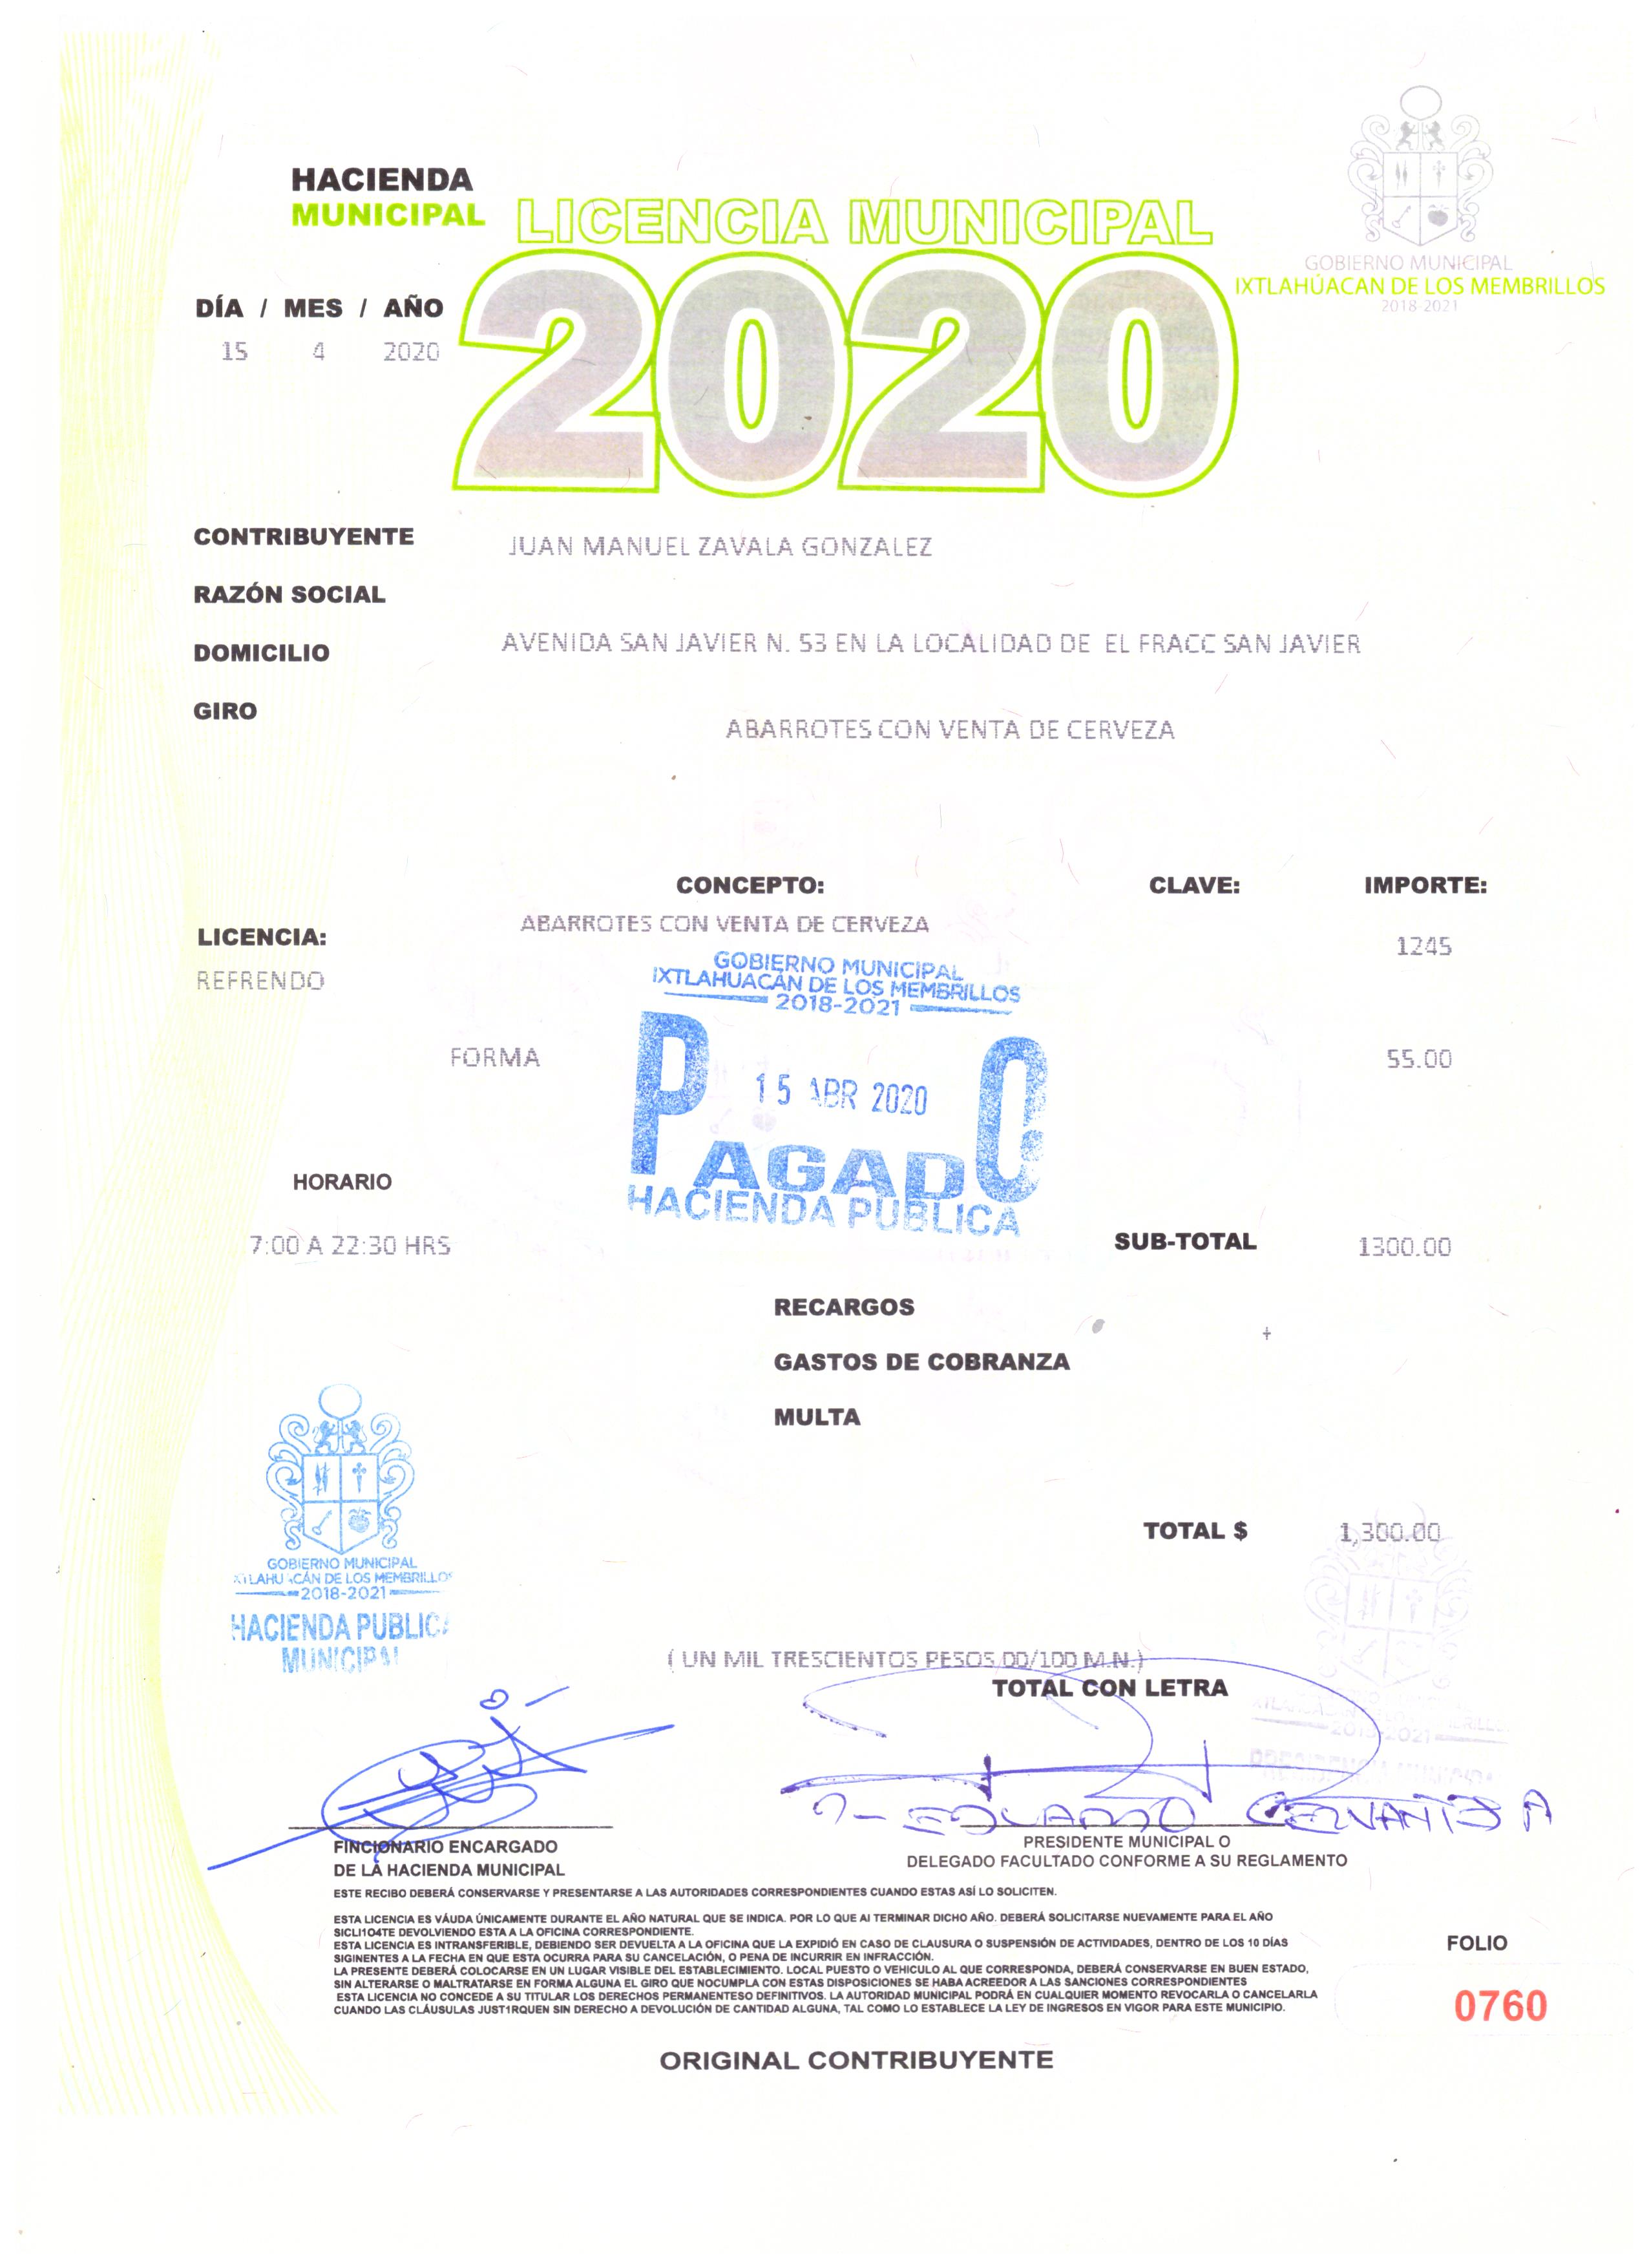 HACIENDA
MUNICIPAL
LICENCIA MUNICIPAL
2020
GOBIERNO MUNICIPAL
IXTLAHUACAN DE LOS MEMBRILLOS
2018-2021
DÍA / MES / AÑO
15 4 2020
CONTRIBUYENTE JUAN MANUEL ZAVALA GONZALEZ
RAZÓN SOCIAL
DOMICILIO AVENIDA SAN JAVIER N. 53 EN LA LOCALIDAD DE EL FRACC SAN JAVIER
GIRO ABARROTES CON VENTA DE CERVEZA
CONCEPTO: CLAVE: IMPORTE:
LICENCIA: ABARROTES CON VENTA DE CERVEZA 1245
REFRENDO
GOBIERNO MUNICIPAL
IXTLAHUACÁN DE LOS MEMBRILLOS
2018-2021
FORMA 55.00
15 ABR 2020
PAGADO
HACIENDA PUBLICA
HORARIO
7:00 A 22:30 HRS
SUB-TOTAL 1300.00
RECARGOS
GASTOS DE COBRANZA
MULTA
TOTAL $ 1,300.00
GOBIERNO MUNICIPAL
IXTLAHUACÁN DE LOS MEMBRILLOS
2018-2021
HACIENDA PUBLICA
MUNICIPAL
( UN MIL TRESCIENTOS PESOS 00/100 M.N.)
TOTAL CON LETRA
2018-2021
PRESIDENCIA MUNICIPAL
EDUARDO CERVANTES A
FINCIONARIO ENCARGADO
DE LA HACIENDA MUNICIPAL
PRESIDENTE MUNICIPAL O
DELEGADO FACULTADO CONFORME A SU REGLAMENTO
ESTE RECIBO DEBERÁ CONSERVARSE Y PRESENTARSE A LAS AUTORIDADES CORRESPONDIENTES CUANDO ESTAS ASÍ LO SOLICITEN.
ESTA LICENCIA ES VÁUDA ÚNICAMENTE DURANTE EL AÑO NATURAL QUE SE INDICA. POR LO QUE AI TERMINAR DICHO AÑO. DEBERÁ SOLICITARSE NUEVAMENTE PARA EL AÑO
SICLI1O4TE DEVOLVIENDO ESTA A LA OFICINA CORRESPONDIENTE.
ESTA LICENCIA ES INTRANSFERIBLE, DEBIENDO SER DEVUELTA A LA OFICINA QUE LA EXPIDIÓ EN CASO DE CLAUSURA O SUSPENSIÓN DE ACTIVIDADES, DENTRO DE LOS 10 DÍAS
SIGINENTES A LA FECHA EN QUE ESTA OCURRA PARA SU CANCELACIÓN, O PENA DE INCURRIR EN INFRACCIÓN.
LA PRESENTE DEBERÁ COLOCARSE EN UN LUGAR VISIBLE DEL ESTABLECIMIENTO. LOCAL PUESTO O VEHICULO AL QUE CORRESPONDA, DEBERÁ CONSERVARSE EN BUEN ESTADO,
SIN ALTERARSE O MALTRATARSE EN FORMA ALGUNA EL GIRO QUE NOCUMPLA CON ESTAS DISPOSICIONES SE HABA ACREEDOR A LAS SANCIONES CORRESPONDIENTES
ESTA LICENCIA NO CONCEDE A SU TITULAR LOS DERECHOS PERMANENTESO DEFINITIVOS. LA AUTORIDAD MUNICIPAL PODRÁ EN CUALQUIER MOMENTO REVOCARLA O CANCELARLA
CUANDO LAS CLÁUSULAS JUST1RQUEN SIN DERECHO A DEVOLUCIÓN DE CANTIDAD ALGUNA, TAL COMO LO ESTABLECE LA LEY DE INGRESOS EN VIGOR PARA ESTE MUNICIPIO.
FOLIO
0760
ORIGINAL CONTRIBUYENTE